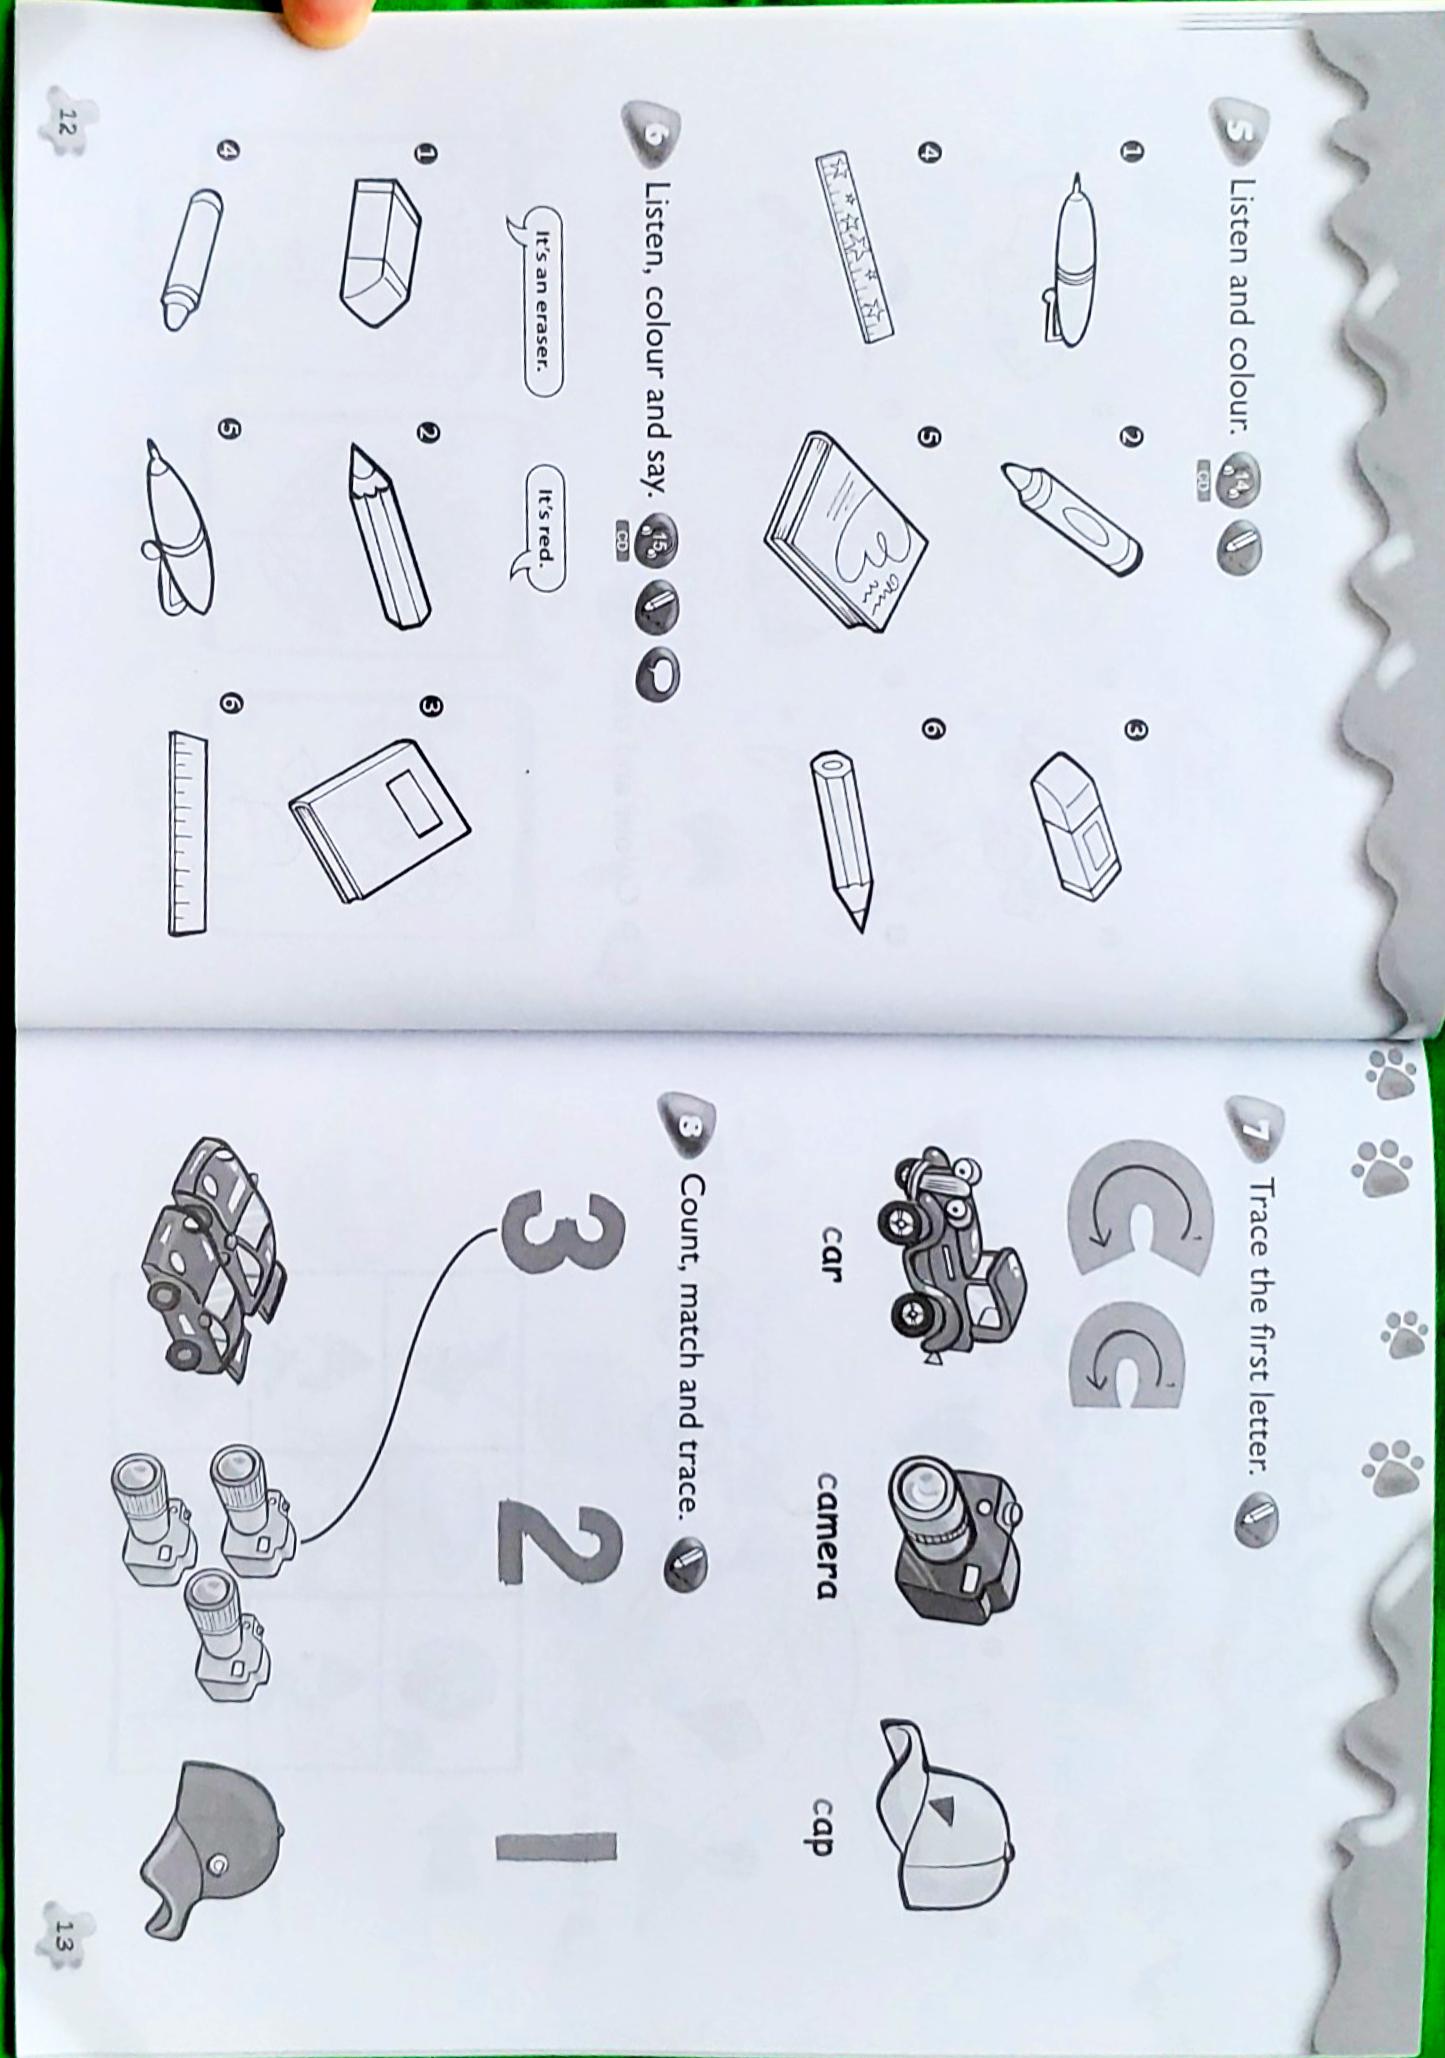 5 Listen and colour. 14
CD
1 2 3
4 5 6
6 Listen, colour and say. 15
CD
It's an eraser. It's red.
1 2 3
4 5 6
12
7 Trace the first letter.
C c
1 1
car camera cap
8 Count, match and trace.
3 2 1
C
13